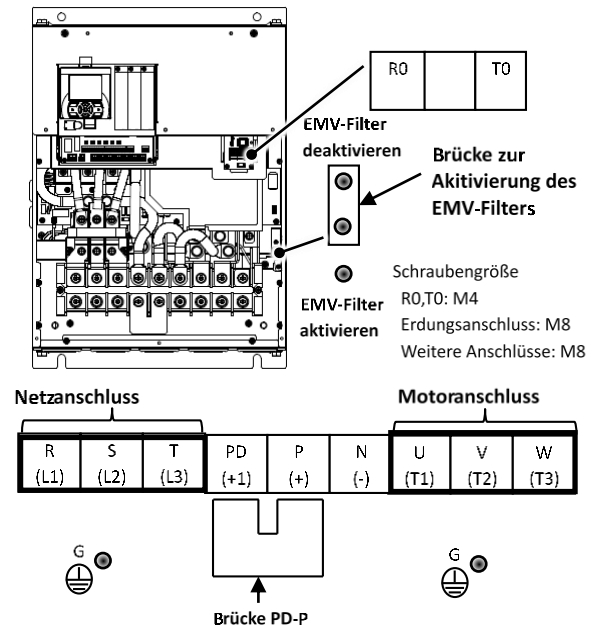 R0 T0
EMV-Filter
deaktivieren
Brücke zur
Akitivierung des
EMV-Filters
EMV-Filter
aktivieren
Schraubengröße
R0,T0: M4
Erdungsanschluss: M8
Weitere Anschlüsse: M8
Netzanschluss
Motoranschluss
R S T PD P N U V W
(L1) (L2) (L3) (+1) (+) (-) (T1) (T2) (T3)
G
G
Brücke PD-P